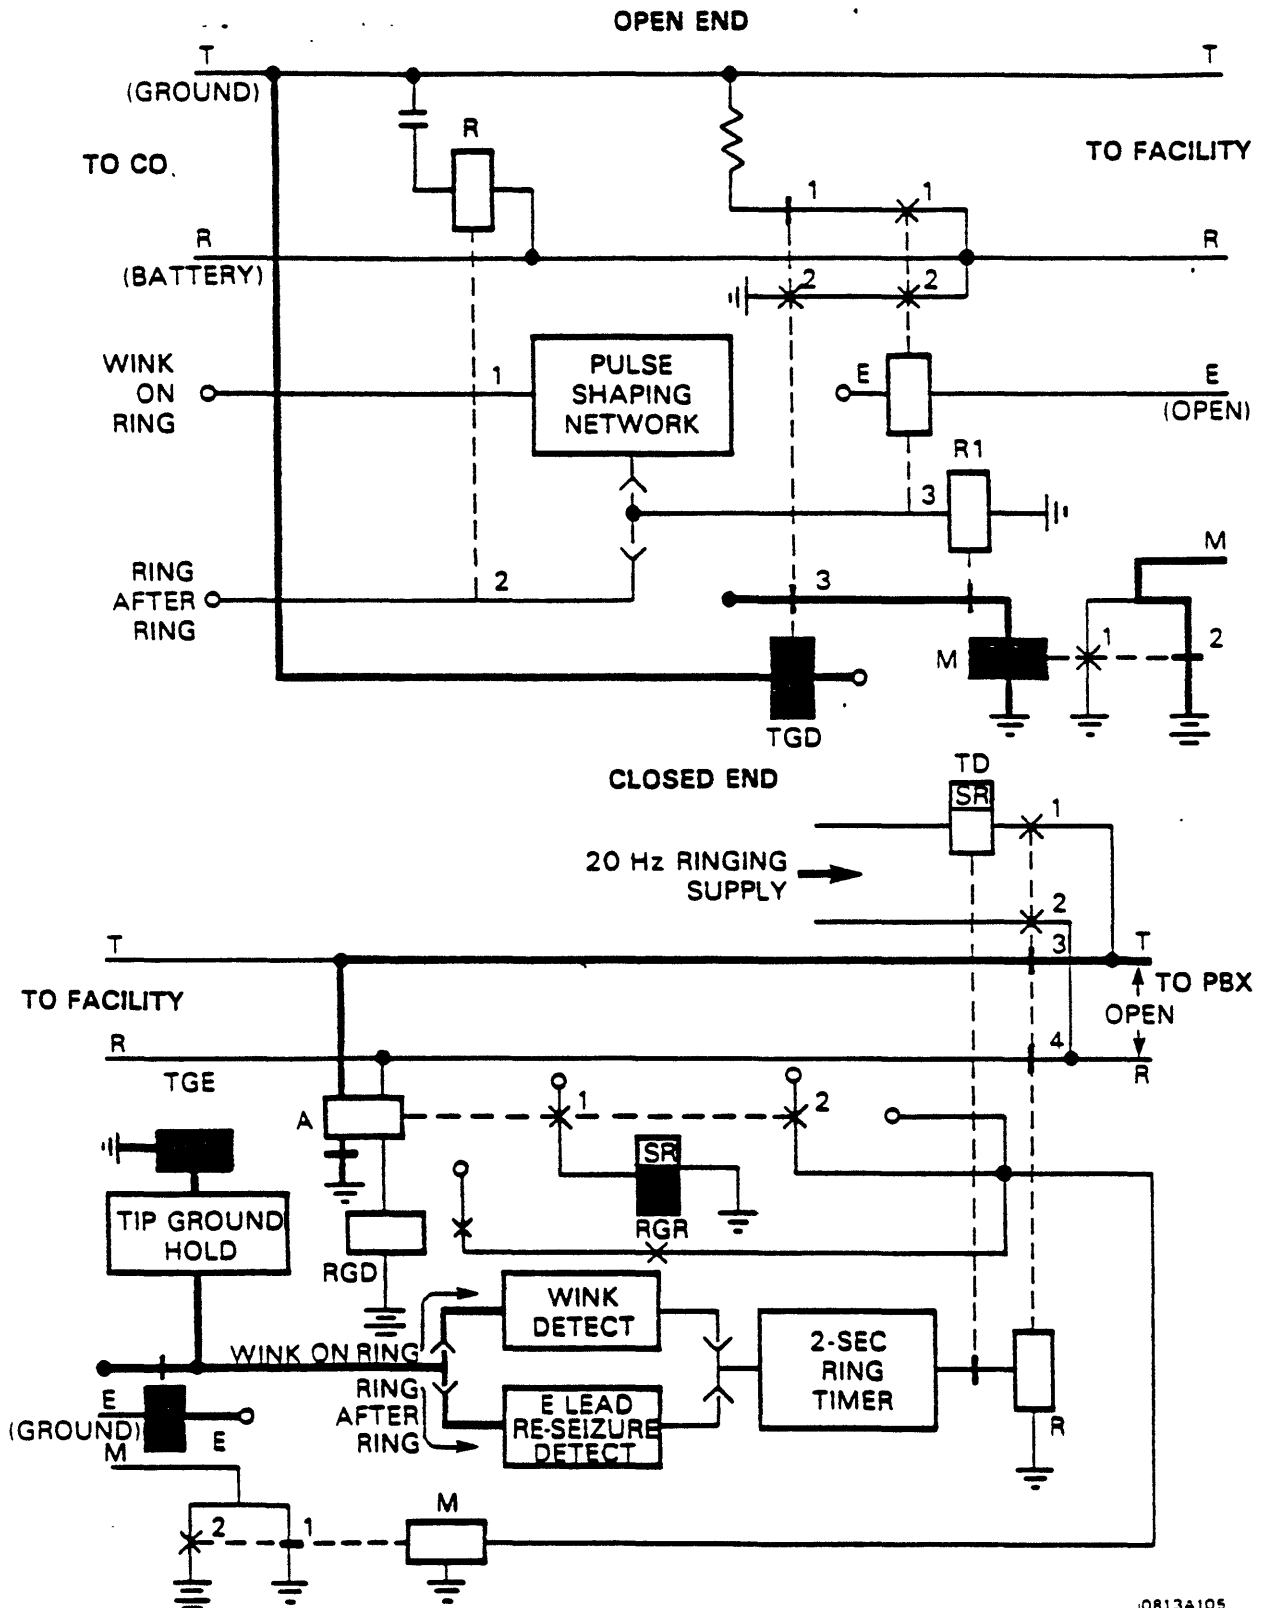 OPEN END
T
T
(GROUND)
R
TO CO.
TO FACILITY
1
1
R
R
(BATTERY)
2
2
WINK
ON
RING
1
PULSE
SHAPING
NETWORK
E
E
(OPEN)
R1
3
M
RING
AFTER
RING
2
3
M
1
2
TGD
CLOSED END
TD
SR
1
20 Hz RINGING
SUPPLY
2
T
3
T
TO PBX
TO FACILITY
OPEN
R
4
R
TGE
A
1
2
SR
TIP GROUND
HOLD
RGR
RGD
WINK
DETECT
WINK ON RING
2-SEC
RING
TIMER
RING
AFTER
RING
E LEAD
RE-SEIZURE
DETECT
E
(GROUND)
E
R
M
M
2
1
0813A105